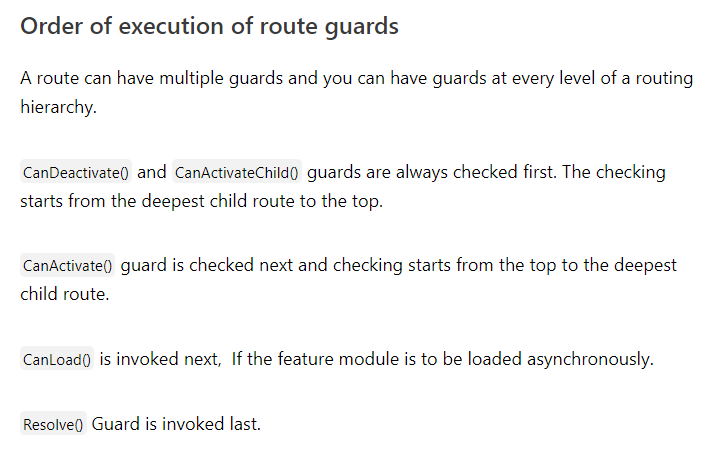 Order of execution of route guards
A route can have multiple guards and you can have guards at every level of a routing
hierarchy.
CanDeactivate() and CanActivateChild() guards are always checked first. The checking
starts from the deepest child route to the top.
CanActivate() guard is checked next and checking starts from the top to the deepest
child route.
CanLoad() is invoked next, If the feature module is to be loaded asynchronously.
Resolve() Guard is invoked last.